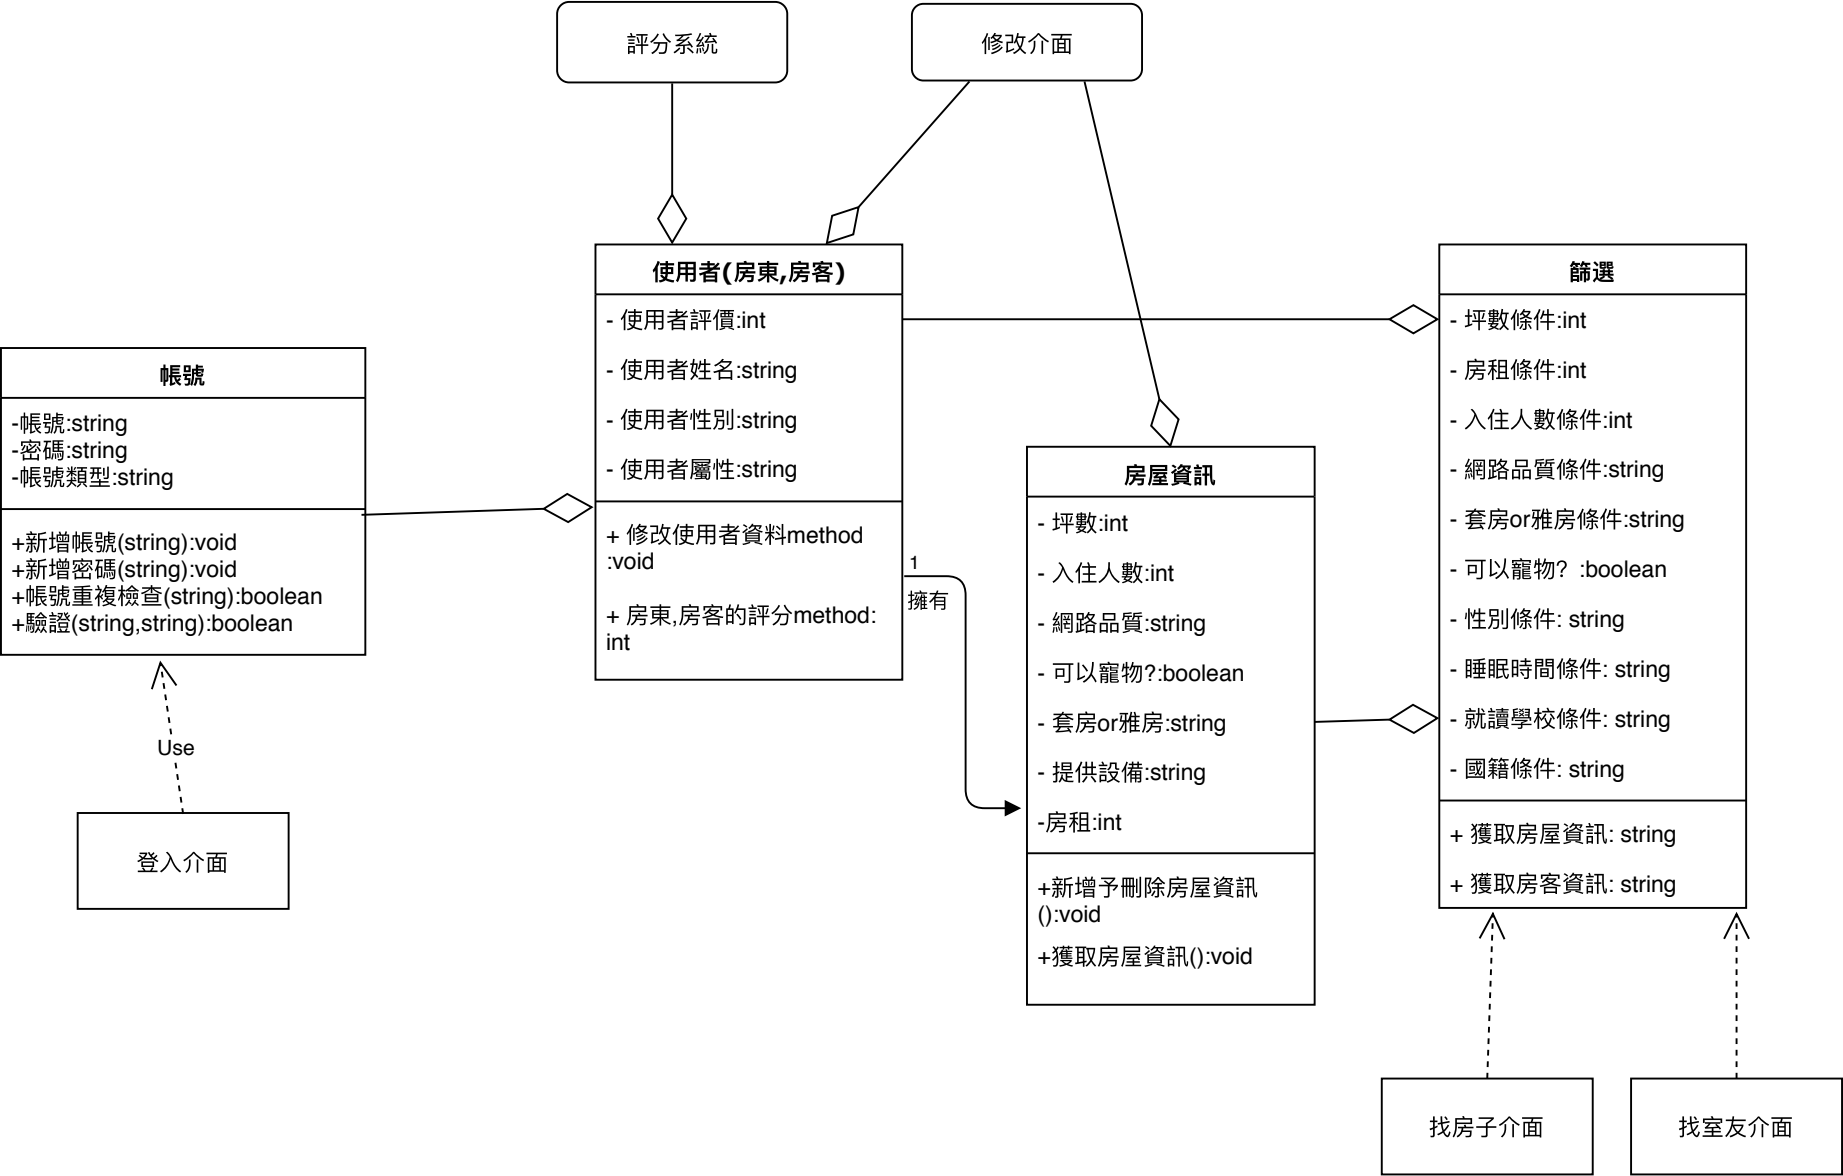 評分系統
修改介面
使用者(房東,房客)
- 使用者評價:int
- 使用者姓名:string
- 使用者性別:string
- 使用者屬性:string
+ 修改使用者資料method
:void
+ 房東,房客的評分method:
int
帳號
-帳號:string
-密碼:string
-帳號類型:string
+新增帳號(string):void
+新增密碼(string):void
+帳號重複檢查(string):boolean
+驗證(string,string):boolean
Use
登入介面
1
擁有
房屋資訊
- 坪數:int
- 入住人數:int
- 網路品質:string
- 可以寵物?:boolean
- 套房or雅房:string
- 提供設備:string
-房租:int
+新增予刪除房屋資訊
():void
+獲取房屋資訊():void
篩選
- 坪數條件:int
- 房租條件:int
- 入住人數條件:int
- 網路品質條件:string
- 套房or雅房條件:string
- 可以寵物？:boolean
- 性別條件: string
- 睡眠時間條件: string
- 就讀學校條件: string
- 國籍條件: string
+ 獲取房屋資訊: string
+ 獲取房客資訊: string
找房子介面
找室友介面